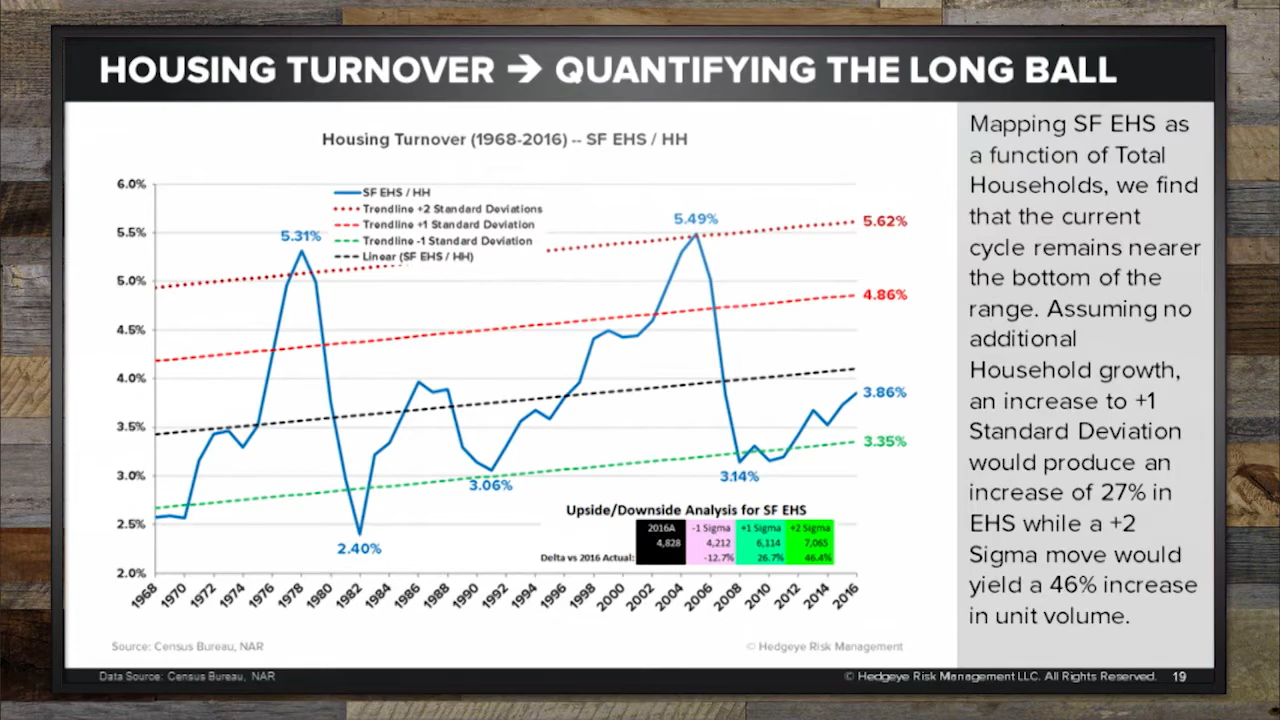 HOUSING TURNOVER → QUANTIFYING THE LONG BALL
Housing Turnover (1968-2016) -- SF EHS / HH
6.0%
5.5%
5.0%
4.5%
4.0%
3.5%
3.0%
2.5%
2.0%
SF EHS / HH
Trendline +2 Standard Deviations
Trendline +1 Standard Deviation
Trendline -1 Standard Deviation
Linear (SF EHS / HH)
5.31%
5.49%
5.62%
4.86%
3.86%
3.35%
3.06%
3.14%
2.40%
Upside/Downside Analysis for SF EHS
2016A -1 Sigma +1 Sigma +2 Sigma
4,828 4,212 6,114 7,065
Delta vs 2016 Actual: -12.7% 26.7% 46.4%
1968 1970 1972 1974 1976 1978 1980 1982 1984 1986 1988 1990 1992 1994 1996 1998 2000 2002 2004 2006 2008 2010 2012 2014 2016
Source: Census Bureau, NAR
© Hedgeye Risk Management
Mapping SF EHS as
a function of Total
Households, we find
that the current
cycle remains nearer
the bottom of the
range. Assuming no
additional
Household growth,
an increase to +1
Standard Deviation
would produce an
increase of 27% in
EHS while a +2
Sigma move would
yield a 46% increase
in unit volume.
Data Source: Census Bureau, NAR
© Hedgeye Risk Management LLC. All Rights Reserved. 19